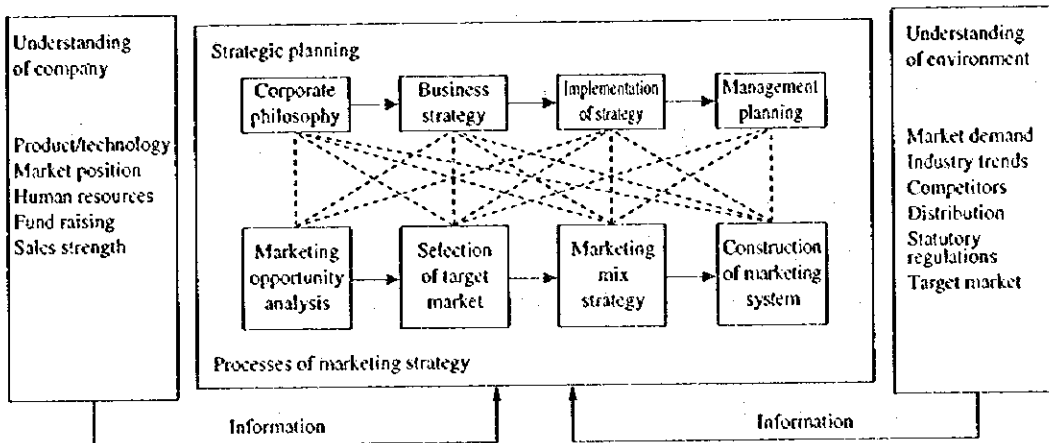 Understanding
of company
Product/technology
Market position
Human resources
Fund raising
Sales strength
Strategic planning
Corporate
philosophy
Business
strategy
Implementation
of strategy
Management
planning
Marketing
opportunity
analysis
Selection
of target
market
Marketing
mix
strategy
Construction
of marketing
system
Processes of marketing strategy
Understanding
of environment
Market demand
Industry trends
Competitors
Distribution
Statutory
regulations
Target market
Information
Information